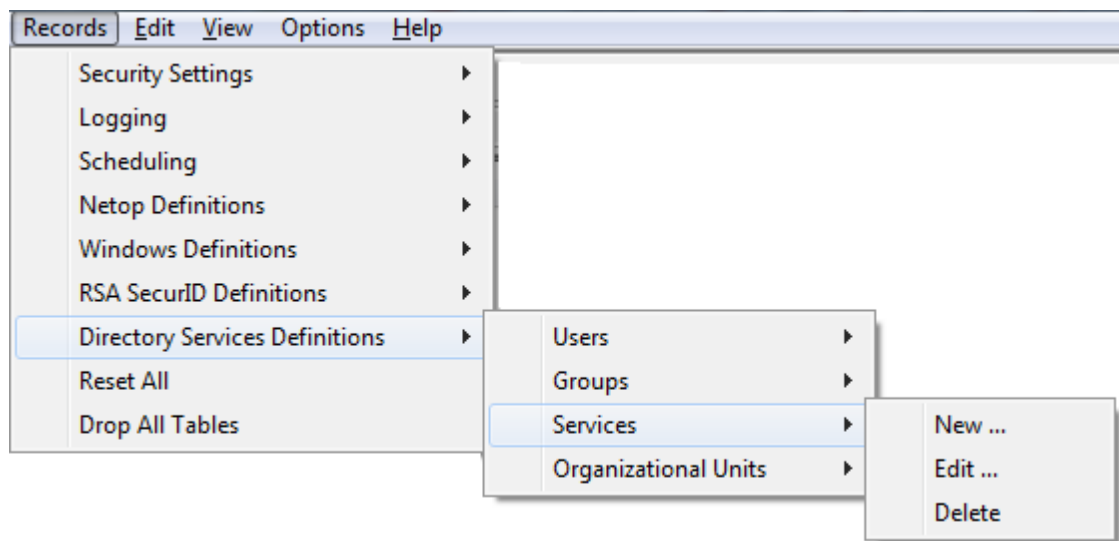 Records Edit View Options Help
Security Settings
Logging
Scheduling
Netop Definitions
Windows Definitions
RSA SecurID Definitions
Directory Services Definitions
Reset All
Drop All Tables
Users
Groups
Services
Organizational Units
New ...
Edit ...
Delete